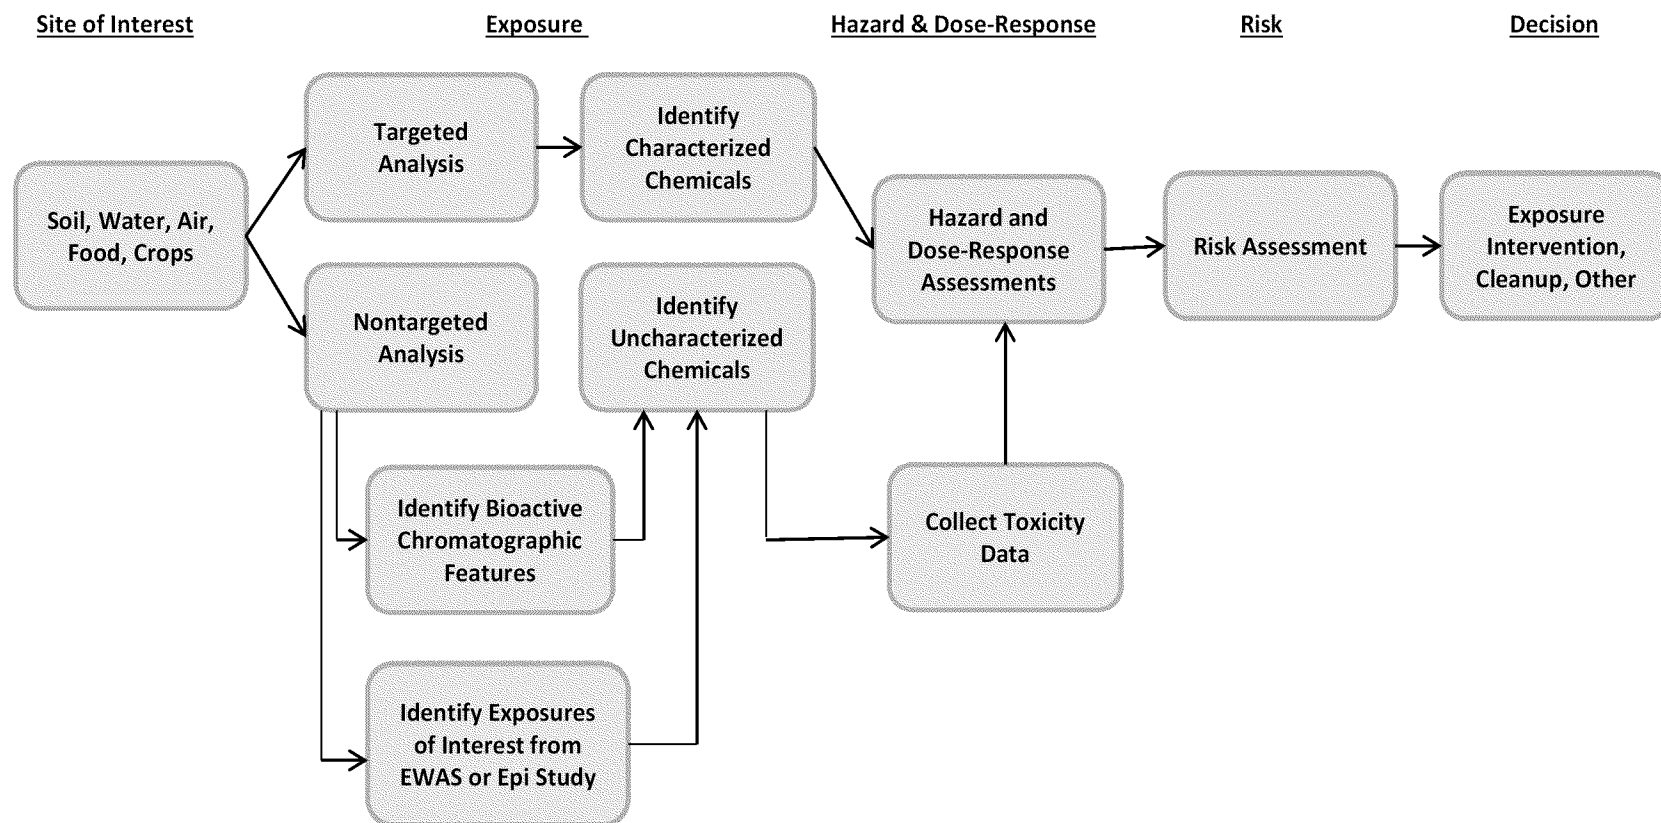 Site of Interest
Exposure
Hazard & Dose-Response
Risk
Decision
Soil, Water, Air,
Food, Crops
Targeted
Analysis
Identify
Characterized
Chemicals
Nontargeted
Analysis
Identify
Uncharacterized
Chemicals
Identify Bioactive
Chromatographic
Features
Identify Exposures
of Interest from
EWAS or Epi Study
Hazard and
Dose-Response
Assessments
Collect Toxicity
Data
Risk Assessment
Exposure
Intervention,
Cleanup, Other